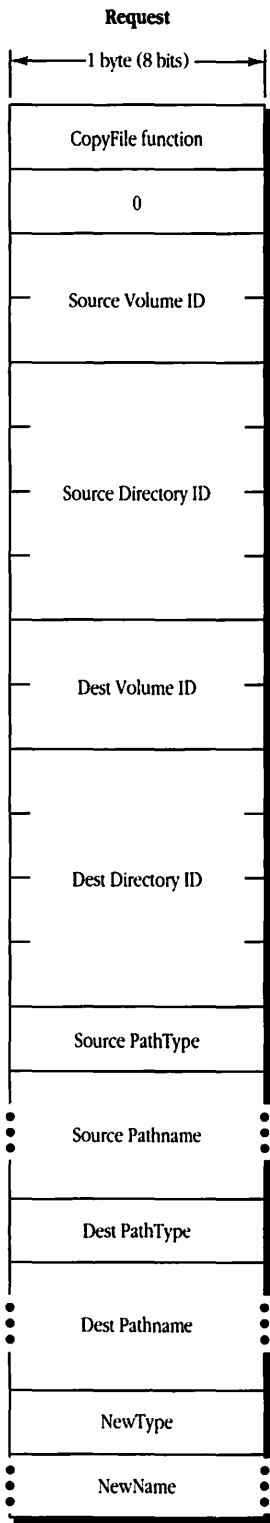 Request
1 byte (8 bits)
CopyFile function
0
Source Volume ID
Source Directory ID
Dest Volume ID
Dest Directory ID
Source PathType
Source Pathname
Dest PathType
Dest Pathname
NewType
NewName